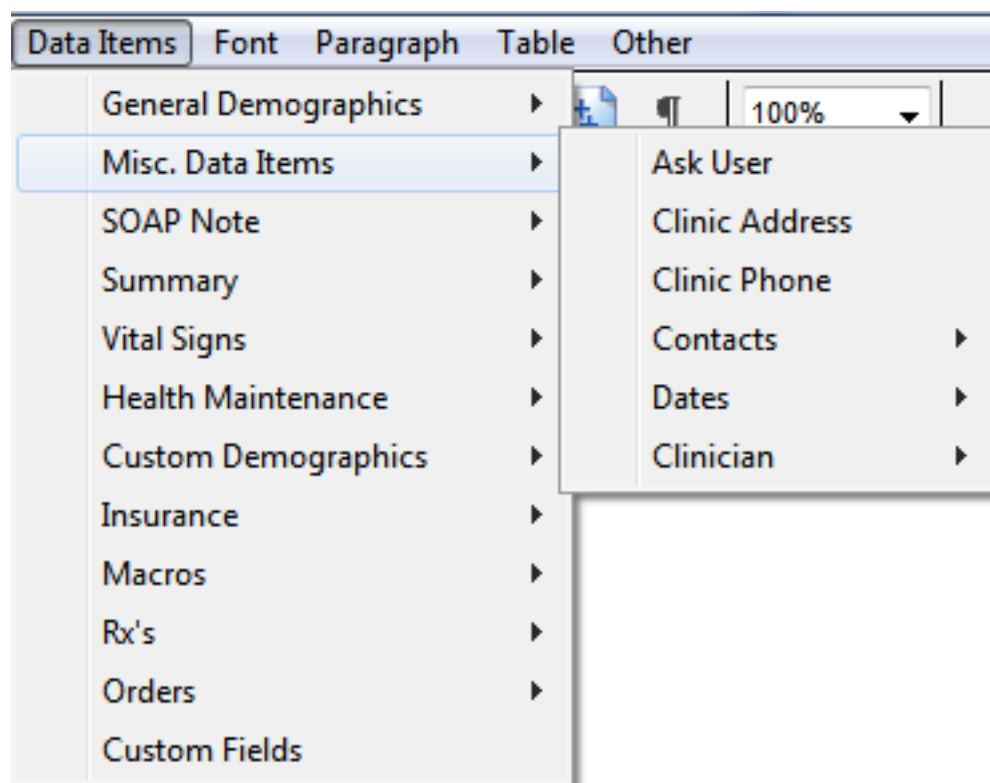 Data Items Font Paragraph Table Other
¶ 100%
General Demographics
Misc. Data Items
SOAP Note
Summary
Vital Signs
Health Maintenance
Custom Demographics
Insurance
Macros
Rx's
Orders
Custom Fields
Ask User
Clinic Address
Clinic Phone
Contacts
Dates
Clinician